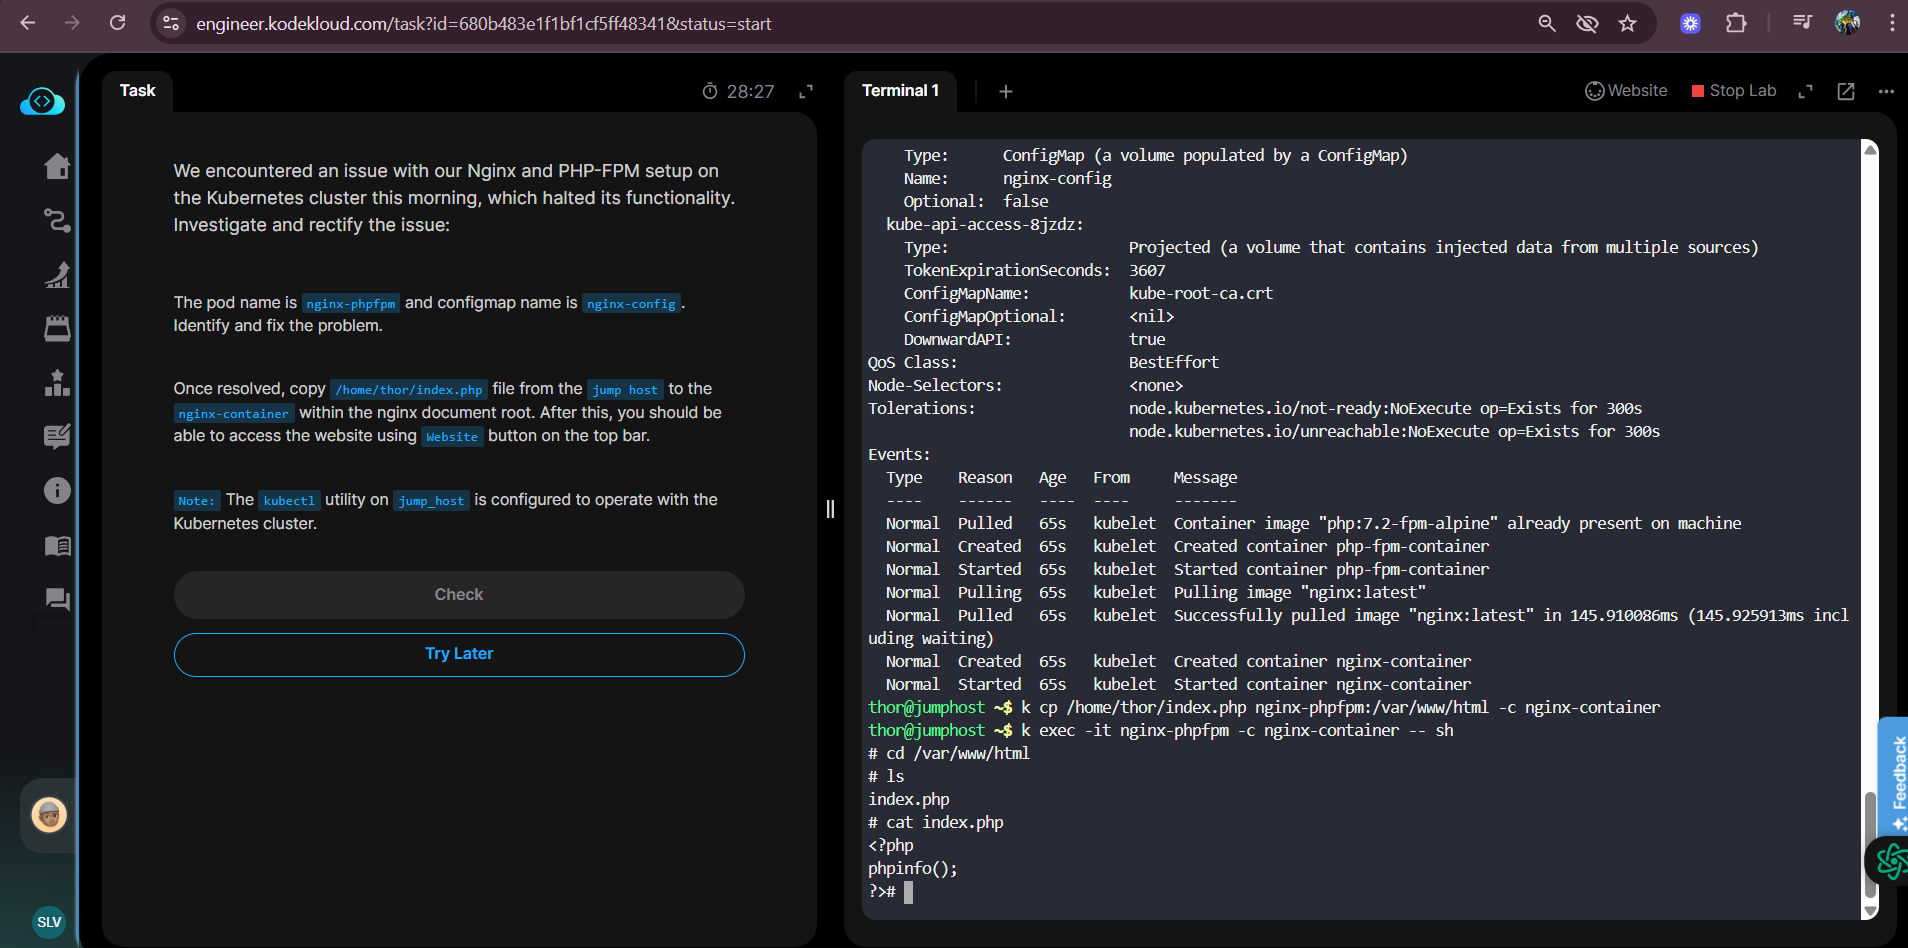 engineer.kodekloud.com/task?id=680b483e1f1bf1cf5ff48341&status=start
Task
28:27
We encountered an issue with our Nginx and PHP-FPM setup on
the Kubernetes cluster this morning, which halted its functionality.
Investigate and rectify the issue:
The pod name is nginx-phpfpm and configmap name is nginx-config.
Identify and fix the problem.
Once resolved, copy /home/thor/index.php file from the jump host to the
nginx-container within the nginx document root. After this, you should be
able to access the website using Website button on the top bar.
Note: The kubectl utility on jump_host is configured to operate with the
Kubernetes cluster.
Check
Try Later
SLV
Terminal 1
+
Website
Stop Lab
Type: ConfigMap (a volume populated by a ConfigMap)
Name: nginx-config
Optional: false
kube-api-access-8jzdz:
Type: Projected (a volume that contains injected data from multiple sources)
TokenExpirationSeconds: 3607
ConfigMapName: kube-root-ca.crt
ConfigMapOptional: <nil>
DownwardAPI: true
QoS Class: BestEffort
Node-Selectors: <none>
Tolerations: node.kubernetes.io/not-ready:NoExecute op=Exists for 300s
node.kubernetes.io/unreachable:NoExecute op=Exists for 300s
Events:
Type Reason Age From Message
---- ------ ---- ---- -------
Normal Pulled 65s kubelet Container image "php:7.2-fpm-alpine" already present on machine
Normal Created 65s kubelet Created container php-fpm-container
Normal Started 65s kubelet Started container php-fpm-container
Normal Pulling 65s kubelet Pulling image "nginx:latest"
Normal Pulled 65s kubelet Successfully pulled image "nginx:latest" in 145.910086ms (145.925913ms incl
uding waiting)
Normal Created 65s kubelet Created container nginx-container
Normal Started 65s kubelet Started container nginx-container
thor@jumphost ~$ k cp /home/thor/index.php nginx-phpfpm:/var/www/html -c nginx-container
thor@jumphost ~$ k exec -it nginx-phpfpm -c nginx-container -- sh
# cd /var/www/html
# ls
index.php
# cat index.php
<?php
phpinfo();
?>#
Feedback